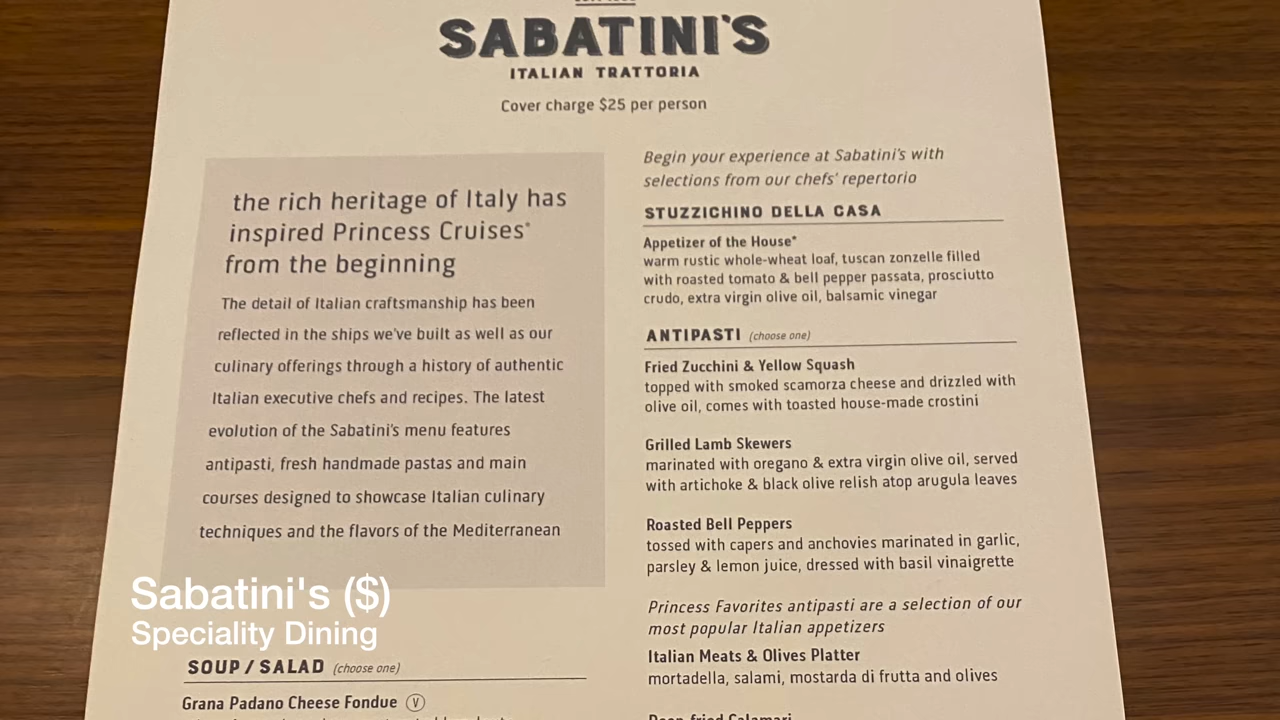 SABATINI'S
ITALIAN TRATTORIA
Cover charge $25 per person
the rich heritage of Italy has
inspired Princess Cruises®
from the beginning
The detail of Italian craftsmanship has been
reflected in the ships we've built as well as our
culinary offerings through a history of authentic
Italian executive chefs and recipes. The latest
evolution of the Sabatini's menu features
antipasti, fresh handmade pastas and main
courses designed to showcase Italian culinary
techniques and the flavors of the Mediterranean
Sabatini's ($)
Speciality Dining
SOUP / SALAD (choose one)
Grana Padano Cheese Fondue V
Begin your experience at Sabatini's with
selections from our chefs' repertorio
STUZZICHINO DELLA CASA
Appetizer of the House*
warm rustic whole-wheat loaf, tuscan zonzelle filled
with roasted tomato & bell pepper passata, prosciutto
crudo, extra virgin olive oil, balsamic vinegar
ANTIPASTI (choose one)
Fried Zucchini & Yellow Squash
topped with smoked scamorza cheese and drizzled with
olive oil, comes with toasted house-made crostini
Grilled Lamb Skewers
marinated with oregano & extra virgin olive oil, served
with artichoke & black olive relish atop arugula leaves
Roasted Bell Peppers
tossed with capers and anchovies marinated in garlic,
parsley & lemon juice, dressed with basil vinaigrette
Princess Favorites antipasti are a selection of our
most popular Italian appetizers
Italian Meats & Olives Platter
mortadella, salami, mostarda di frutta and olives
Deep-fried Calamari